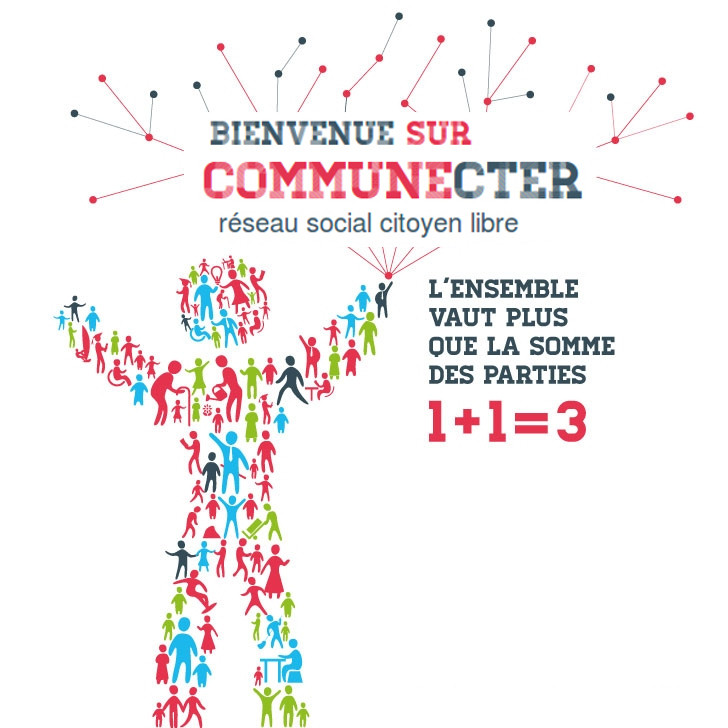 BIENVENUE SUR
COMMUNECTER
réseau social citoyen libre
L'ENSEMBLE
VAUT PLUS
QUE LA SOMME
DES PARTIES
1+1=3